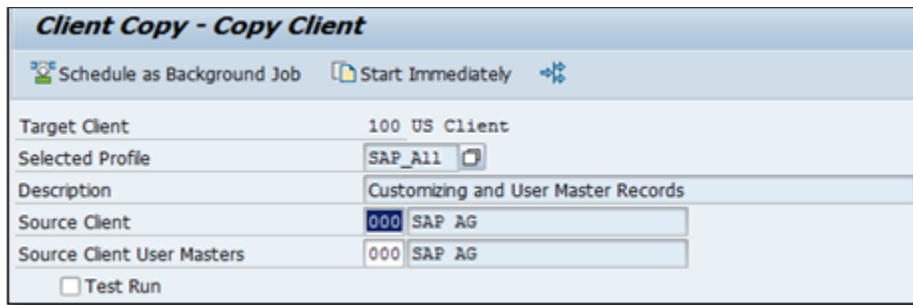 Client Copy - Copy Client
Schedule as Background Job Start Immediately
Target Client 100 US Client
Selected Profile SAP_All
Description Customizing and User Master Records
Source Client 000 SAP AG
Source Client User Masters 000 SAP AG
Test Run